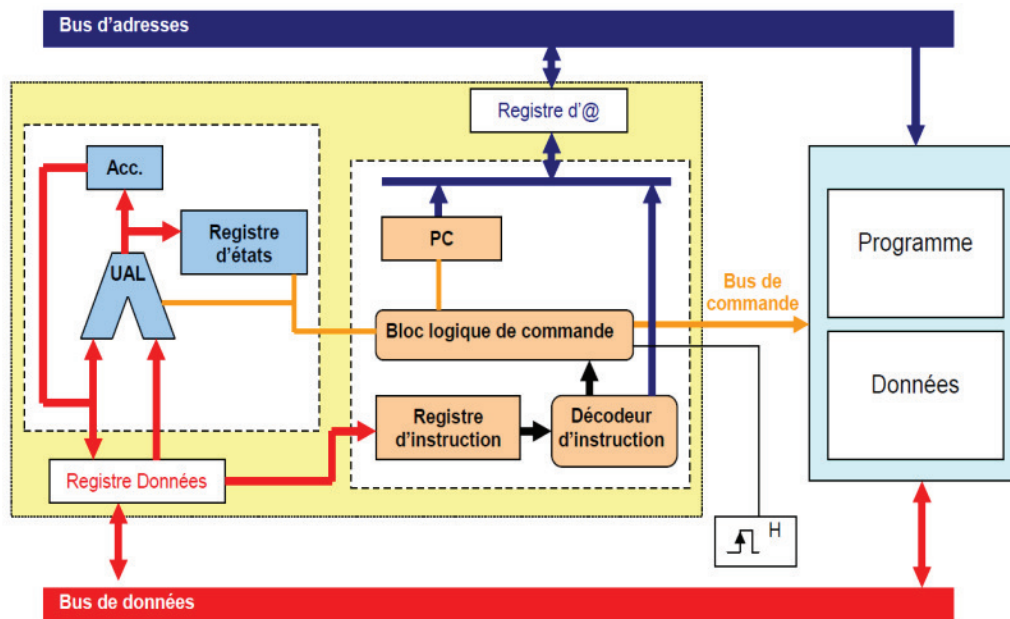 Bus d'adresses
Registre d'@
Acc.
Registre
d'états
UAL
PC
Bloc logique de commande
Registre
d'instruction
Décodeur
d'instruction
Registre Données
Bus de
commande
Programme
Données
H
Bus de données